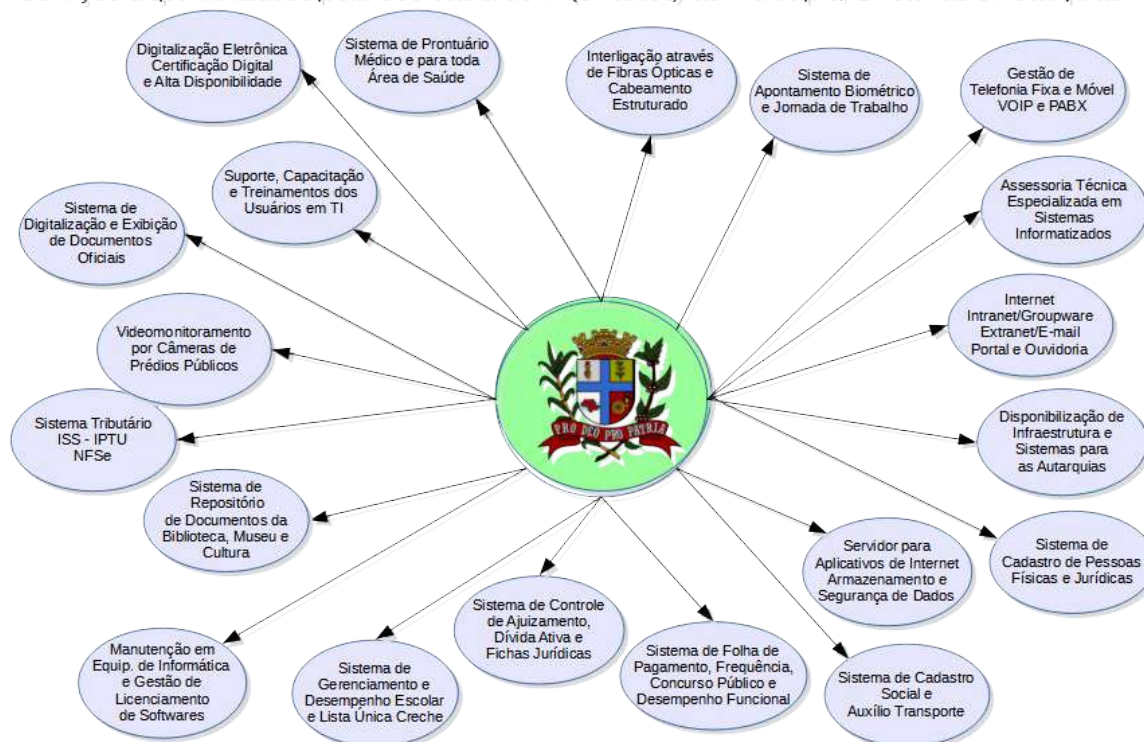 Digitalização Eletrônica
Certificação Digital
e Alta Disponibilidade
Sistema de Prontuário
Médico e para toda
Área de Saúde
Interligação através
de Fibras Ópticas e
Cabeamento
Estruturado
Sistema de
Apontamento Biométrico
e Jornada de Trabalho
Gestão de
Telefonia Fixa e Móvel
VOIP e PABX
Suporte, Capacitação
e Treinamentos dos
Usuários em TI
Assessoria Técnica
Especializada em
Sistemas
Informatizados
Sistema de
Digitalização e Exibição
de Documentos
Oficiais
Internet
Intranet/Groupware
Extranet/E-mail
Portal e Ouvidoria
Videomonitoramento
por Câmeras de
Prédios Públicos
PRO DEO PRO PATRIA
Sistema Tributário
ISS - IPTU
NFSe
Disponibilização de
Infraestrutura e
Sistemas para
as Autarquias
Sistema de
Repositório
de Documentos da
Biblioteca, Museu e
Cultura
Servidor para
Aplicativos de Internet
Armazenamento e
Segurança de Dados
Sistema de
Cadastro de Pessoas
Físicas e Jurídicas
Sistema de Controle
de Ajuizamento,
Dívida Ativa e
Fichas Jurídicas
Manutenção em
Equip. de Informática
e Gestão de
Licenciamento
de Softwares
Sistema de
Gerenciamento e
Desempenho Escolar
e Lista Única Creche
Sistema de Folha de
Pagamento, Frequência,
Concurso Público e
Desempenho Funcional
Sistema de Cadastro
Social e
Auxílio Transporte